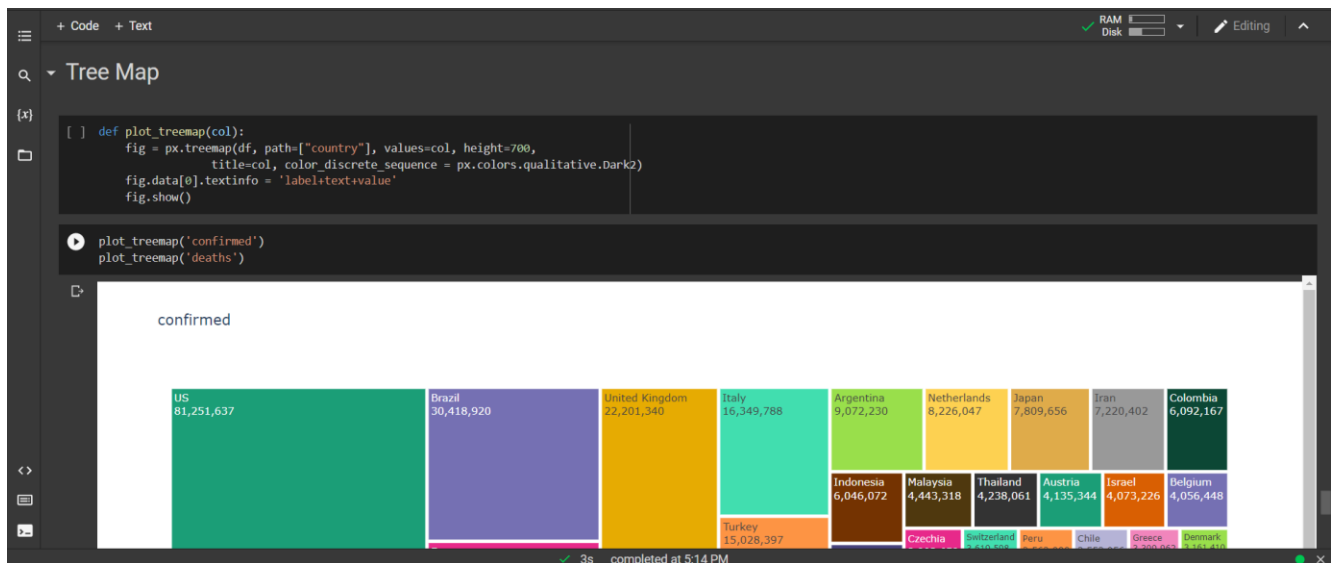 + Code + Text
RAM
Disk
Editing
Tree Map
{x}
[ ] def plot_treemap(col):
fig = px.treemap(df, path=["country"], values=col, height=700,
title=col, color_discrete_sequence = px.colors.qualitative.Dark2)
fig.data[0].textinfo = 'label+text+value'
fig.show()
plot_treemap('confirmed')
plot_treemap('deaths')
confirmed
US
81,251,637
Brazil
30,418,920
United Kingdom
22,201,340
Italy
16,349,788
Argentina
9,072,230
Netherlands
8,226,047
Japan
7,809,656
Iran
7,220,402
Colombia
6,092,167
Indonesia
6,046,072
Malaysia
4,443,318
Thailand
4,238,061
Austria
4,135,344
Israel
4,073,226
Belgium
4,056,448
Turkey
15,028,397
Czechia
Switzerland
Peru
Chile
Greece
Denmark
3s completed at 5:14 PM